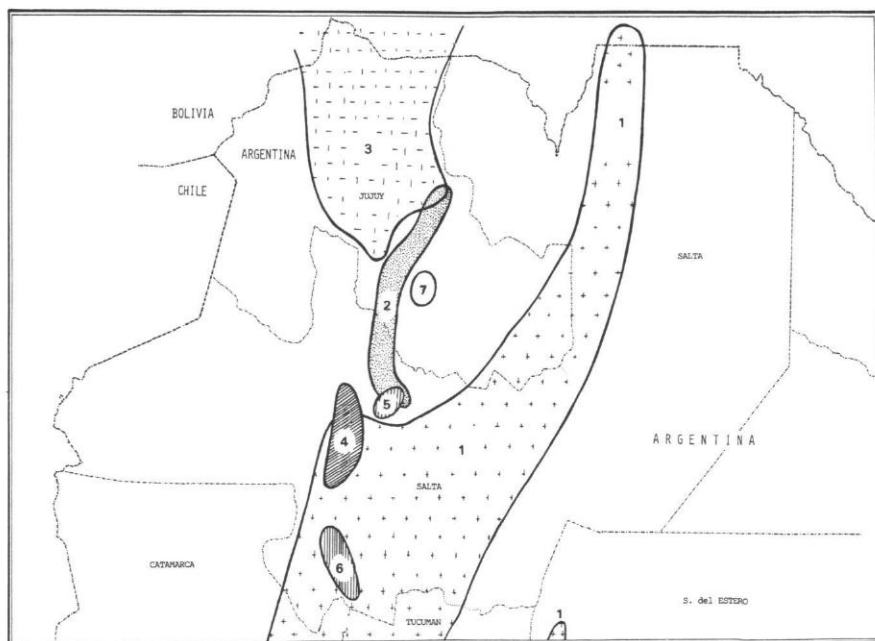 1
BOLIVIA
ARGENTINA
3
CHILE
JUJUY
SALTA
7
2
5
4
1
ARGENTINA
SALTA
CATAMARCA
6
1
S. del ESTERO
TUCUMAN